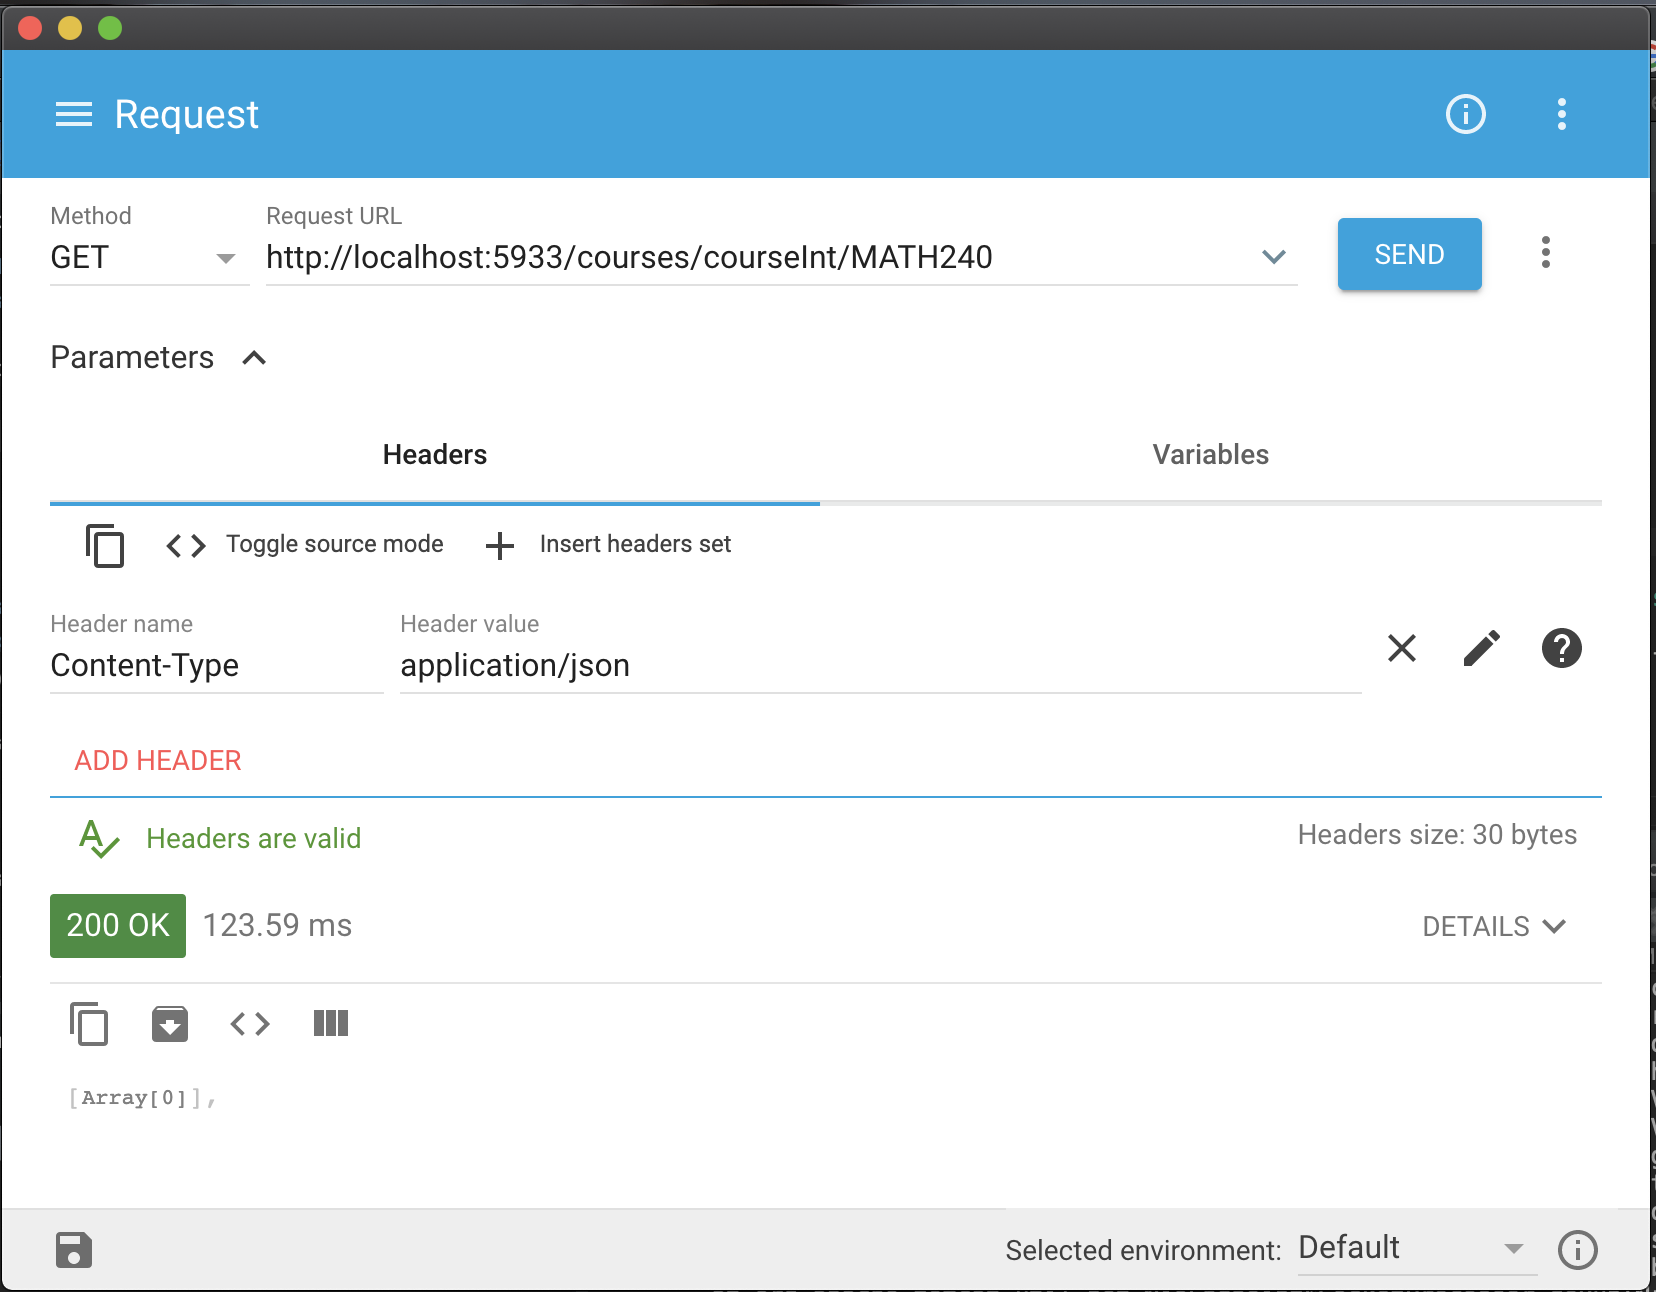 Request
Method
Request URL
GET
http://localhost:5933/courses/courseInt/MATH240
SEND
Parameters
Headers
Variables
Toggle source mode
Insert headers set
Header name
Header value
Content-Type
application/json
ADD HEADER
Headers are valid
Headers size: 30 bytes
200 OK
123.59 ms
DETAILS
[Array[0]],
Selected environment:
Default